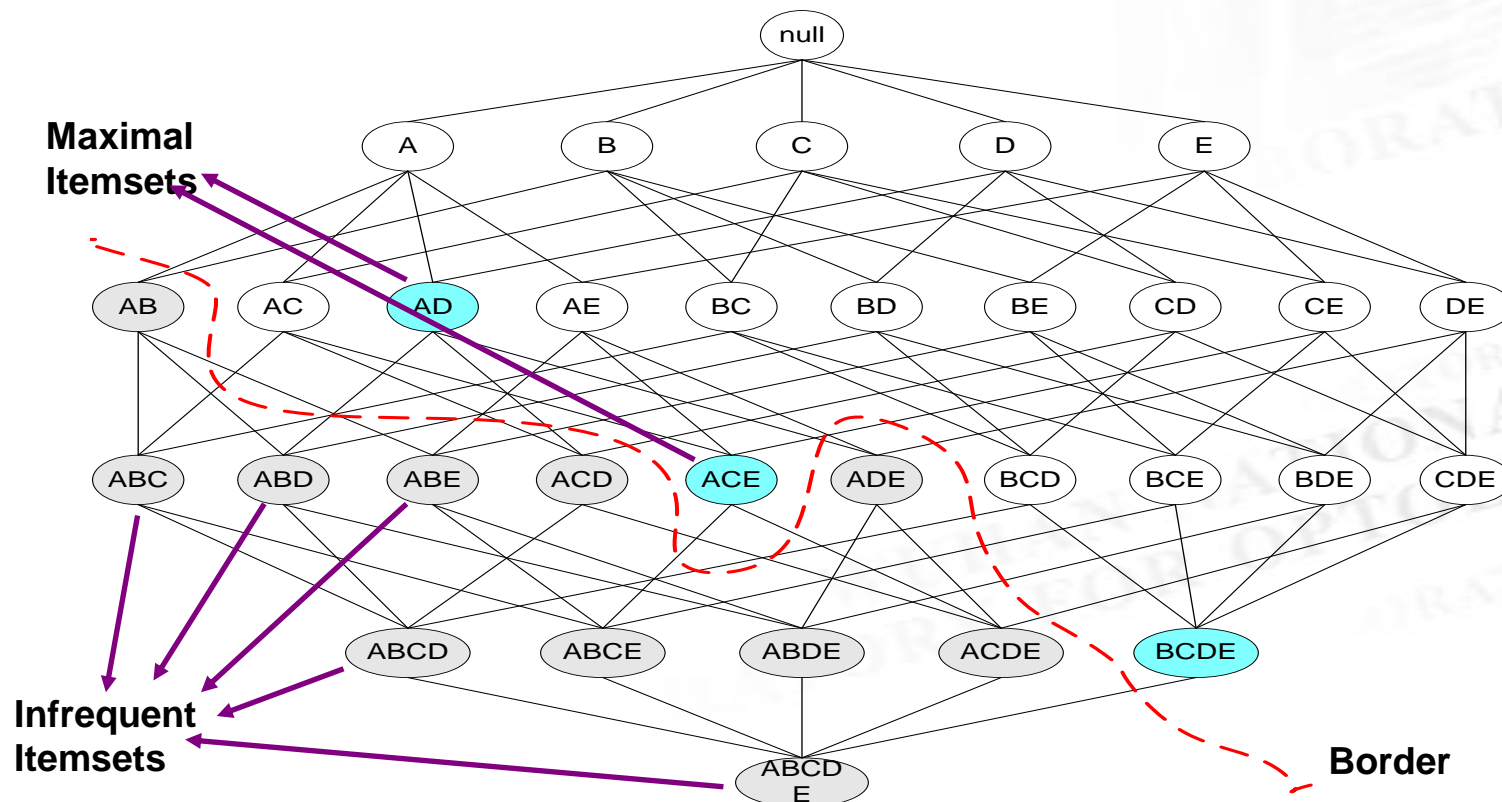 null
A
B
C
D
E
Maximal
Itemsets
AB
AC
AD
AE
BC
BD
BE
CD
CE
DE
ABC
ABD
ABE
ACD
ACE
ADE
BCD
BCE
BDE
CDE
ABCD
ABCE
ABDE
ACDE
BCDE
Infrequent
Itemsets
ABCD
E
Border